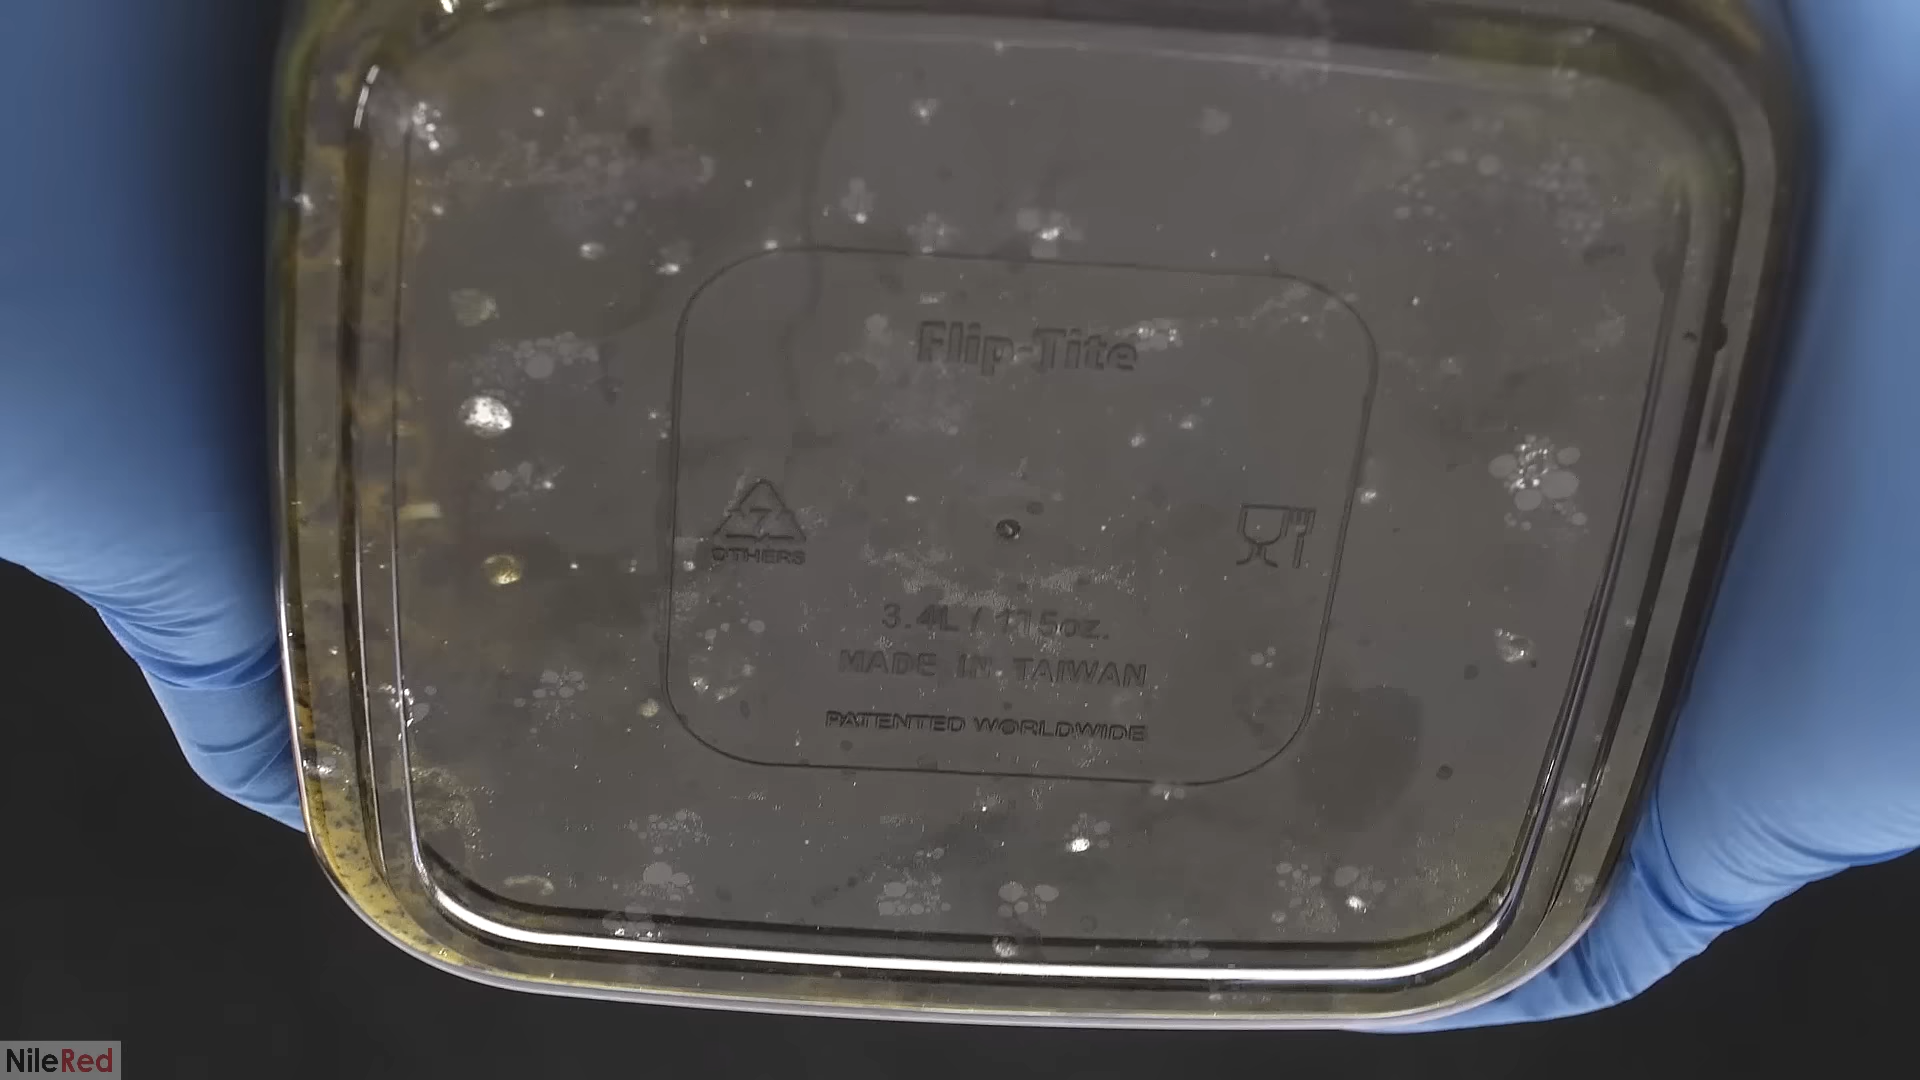 Flip-Tite
7
OTHERS
3.4L / 115oz.
MADE IN TAIWAN
PATENTED WORLDWIDE
NileRed